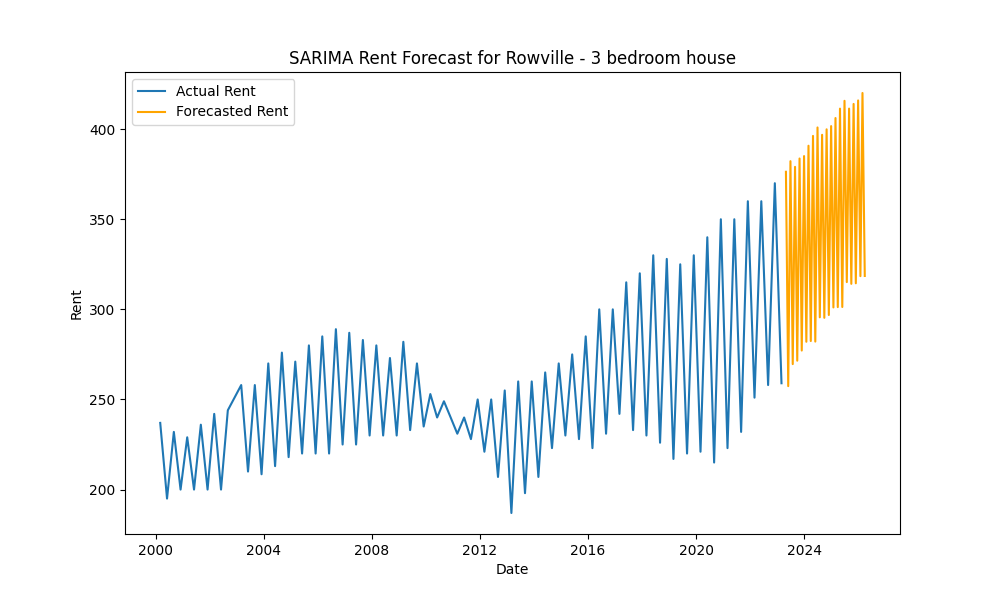 SARIMA Rent Forecast for Rowville - 3 bedroom house
Actual Rent
Forecasted Rent
400
350
300
250
200
Rent
2000 2004 2008 2012 2016 2020 2024
Date